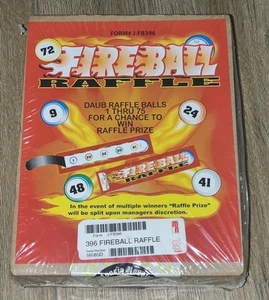 FORM# J-FB396
72
FIREBALL
RAFFLE
DAUB RAFFLE BALLS
1 THRU 75
FOR A CHANCE TO
WIN
RAFFLE PRIZE
9
24
FIREBALL
48
41
In the event of multiple winners "Raffle Prize"
will be split upon managers discretion.
396 FIREBALL RAFFLE